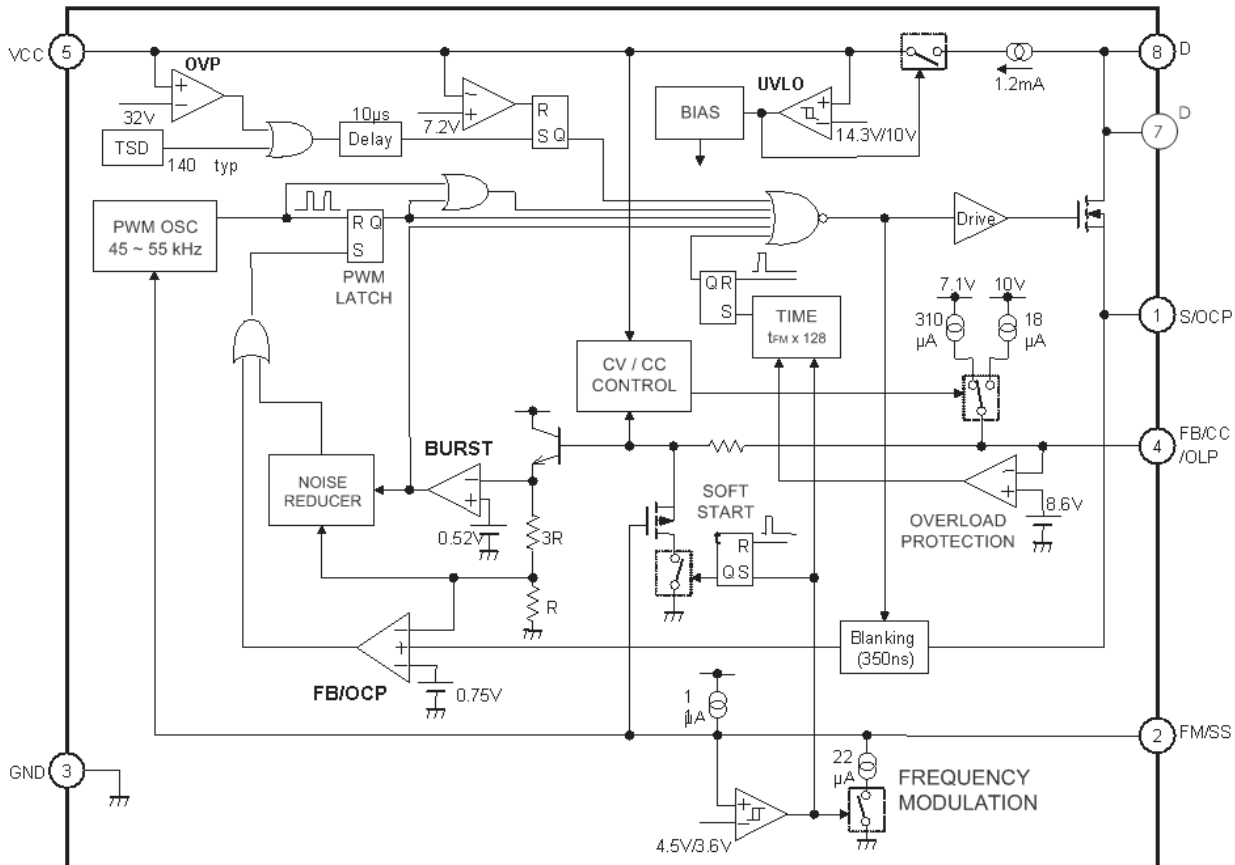 VCC
5
OVP
32V
TSD
140 typ
10µs
Delay
7.2V
R
S Q
BIAS
UVLO
14.3V/10V
1.2mA
8
D
D
7
PWM OSC
45 ~ 55 kHz
R Q
S
PWM
LATCH
Drive
Q R
S
TIME
tFM x 128
7.1V
10V
310
µA
18
µA
1
S/OCP
CV / CC
CONTROL
4
FB/CC
/OLP
BURST
NOISE
REDUCER
0.52V
3R
R
SOFT
START
R
Q S
8.6V
OVERLOAD
PROTECTION
Blanking
(350ns)
FB/OCP
0.75V
1
µA
2
FM/SS
GND
3
22
µA
FREQUENCY
MODULATION
4.5V/3.6V